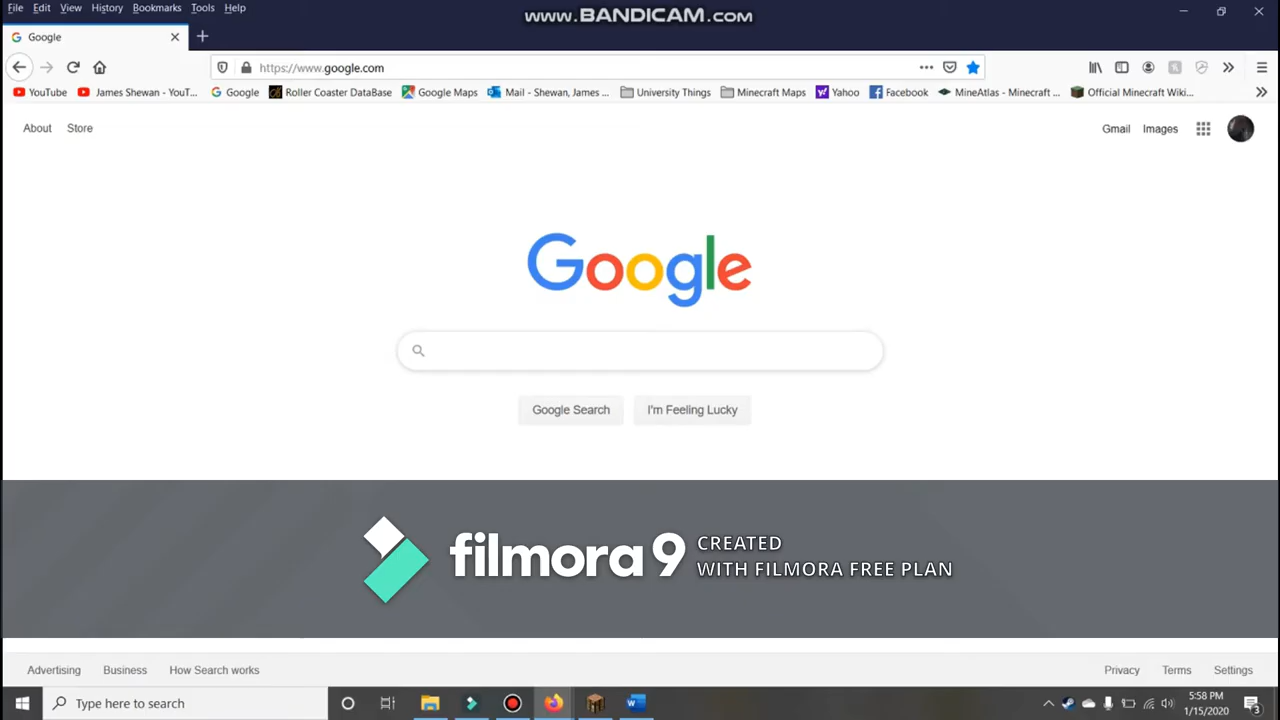 File Edit View History Bookmarks Tools Help
www.BANDICAM.com
Google
https://www.google.com
YouTube James Shewan - YouT... Google Roller Coaster DataBase Google Maps Mail - Shewan, James ... University Things Minecraft Maps Yahoo Facebook MineAtlas - Minecraft ... Official Minecraft Wiki...
About Store Gmail Images
Google
Google Search I'm Feeling Lucky
filmora 9
CREATED
WITH FILMORA FREE PLAN
Advertising Business How Search works Privacy Terms Settings
Type here to search
5:58 PM
1/15/2020
3